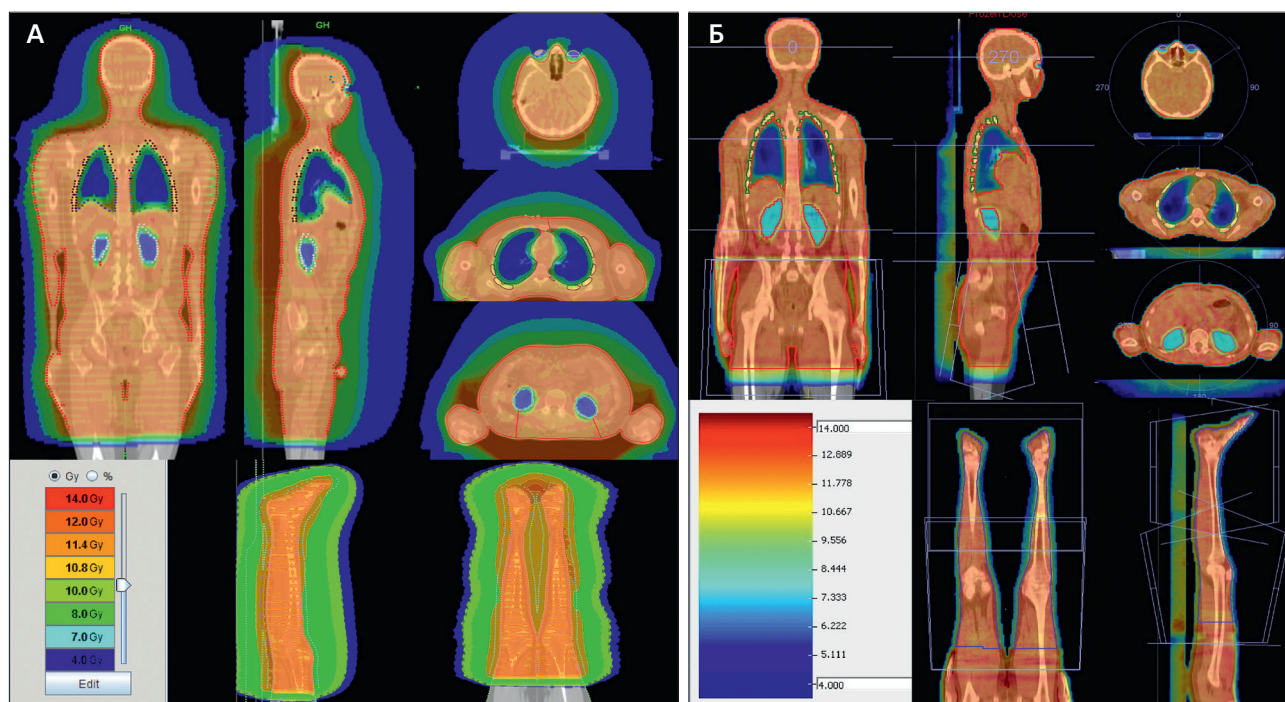 А
GH
GH
Gy %
14.0 Gy
12.0 Gy
11.4 Gy
10.8 Gy
10.0 Gy
8.0 Gy
7.0 Gy
4.0 Gy
Edit
Б
Frozen Dose
0
270
0
270
90
90
180
14.000
12.889
11.778
10.667
9.556
8.444
7.333
6.222
5.111
4.000